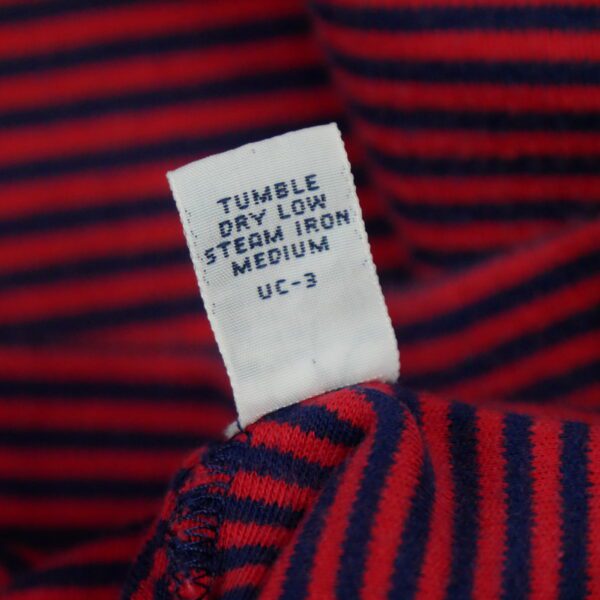 TUMBLE
DRY LOW
STEAM IRON
MEDIUM
UC-3